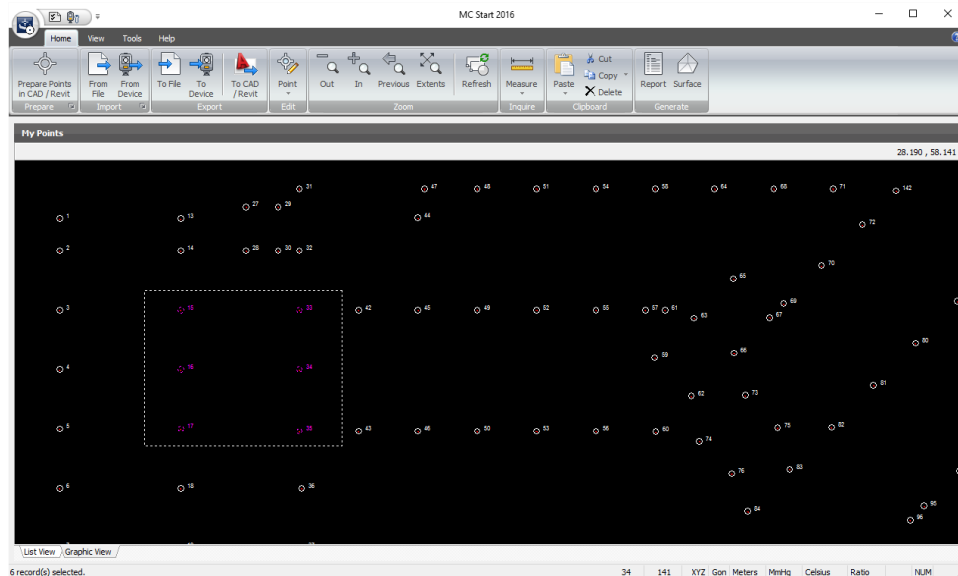 MC Start 2016
Home View Tools Help
Prepare Points in CAD / Revit
From File
From Device
To File
To Device
To CAD / Revit
Point
Out
In
Previous
Extents
Refresh
Measure
Paste
Cut
Copy
Delete
Report
Surface
Prepare Import Export Edit Zoom Inquire Clipboard Generate
My Points
28.190 , 58.141
31 47 48 51 54 58 64 68 71 142
27 29
1 13 44 72
2 14 28 30 32
70
65
69
3 15 33 42 45 49 52 55 57 61 63 67
80
59 66
4 16 34
81
62 73
5 17 43 46 50 53 56 60 75 82
74
76 83
6 18 36
84 95
96
List View Graphic View
6 record(s) selected. 34 141 XYZ Gon Meters MmHg Celsius Ratio NUM